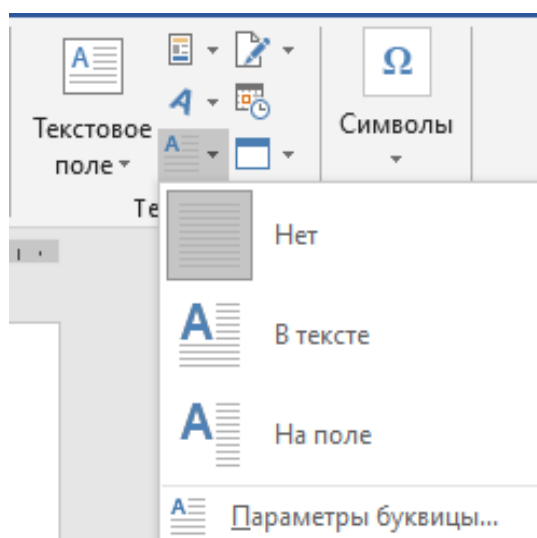 Текстовое
поле
Символы
Те
Нет
В тексте
На поле
Параметры буквицы...